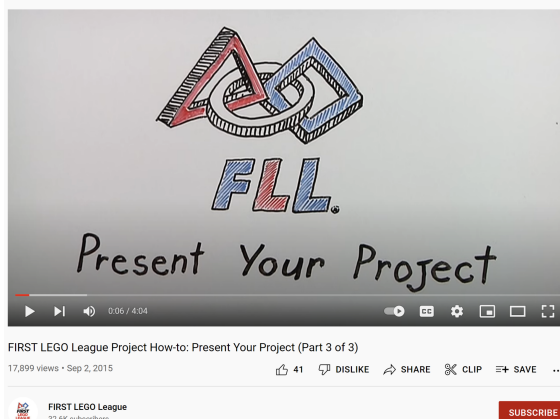 FLL®
Present Your Project
0:06 / 4:04
CC
FIRST LEGO League Project How-to: Present Your Project (Part 3 of 3)
17,899 views • Sep 2, 2015
41 DISLIKE SHARE CLIP SAVE ...
FIRST LEGO League
SUBSCRIBE